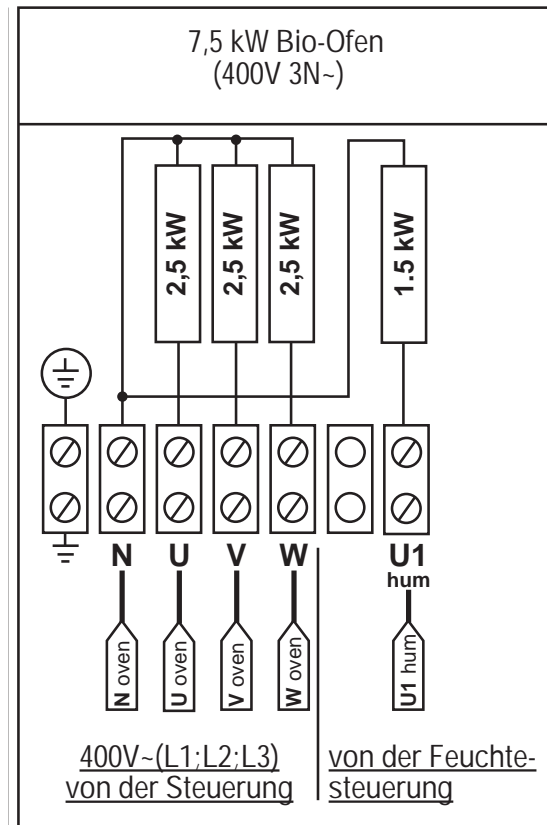 7,5 kW Bio-Ofen
(400V 3N~)
2,5 kW
2,5 kW
2,5 kW
1.5 kW
N U V W U1
hum
N oven
U oven
V oven
W oven
U1 hum
400V~(L1;L2;L3)
von der Steuerung
von der Feuchte-
steuerung